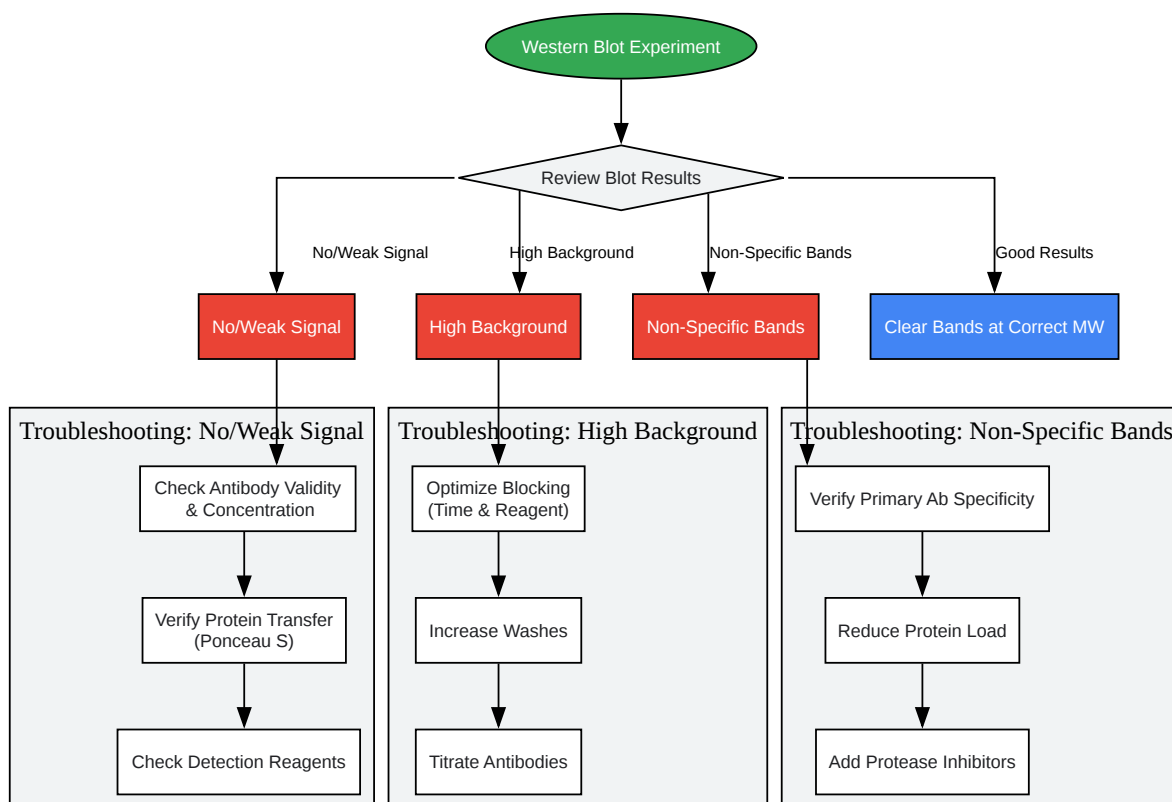 Western Blot Experiment
Review Blot Results
No/Weak Signal
High Background
Non-Specific Bands
Good Results
No/Weak Signal
High Background
Non-Specific Bands
Clear Bands at Correct MW
Troubleshooting: No/Weak Signal
Check Antibody Validity
& Concentration
Verify Protein Transfer
(Ponceau S)
Check Detection Reagents
Troubleshooting: High Background
Optimize Blocking
(Time & Reagent)
Increase Washes
Titrate Antibodies
Troubleshooting: Non-Specific Bands
Verify Primary Ab Specificity
Reduce Protein Load
Add Protease Inhibitors